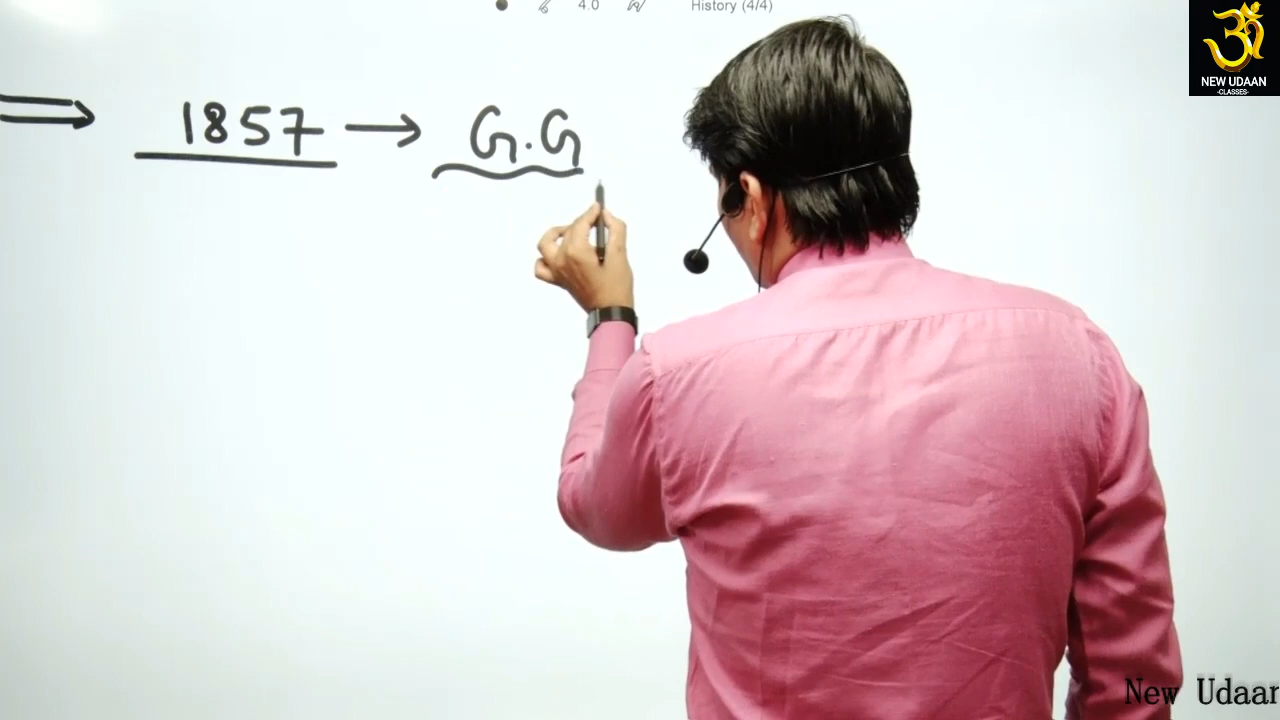 4.0 History (4/4)
ॐ
NEW UDAAN
-CLASSES-
⇒ 1857 → G.G
New Udaan